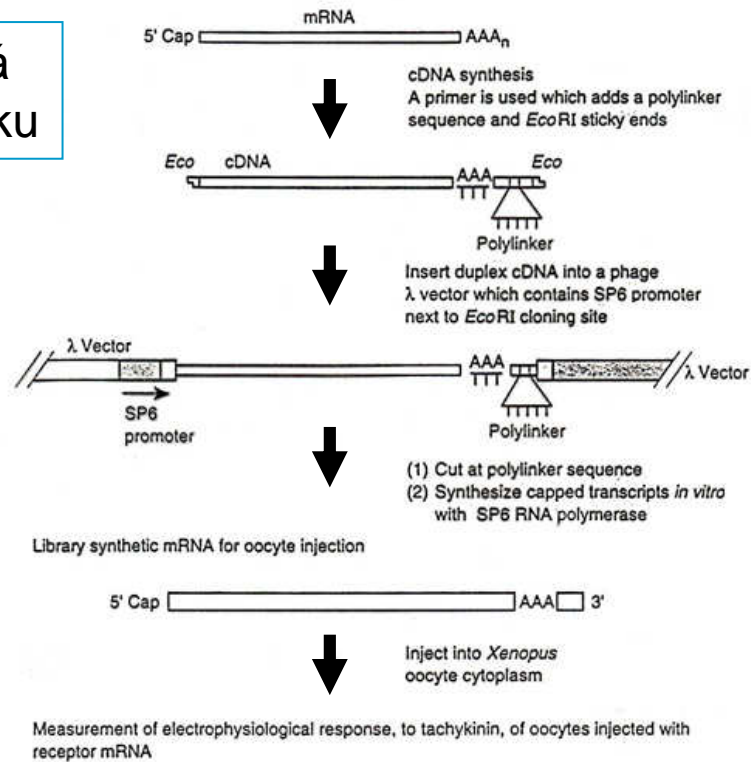 á
ku
mRNA
5' Cap
AAAn
cDNA synthesis
A primer is used which adds a polylinker
sequence and EcoRI sticky ends
Eco
cDNA
AAA
Eco
Polylinker
Insert duplex cDNA into a phage
λ vector which contains SP6 promoter
next to EcoRI cloning site
λ Vector
AAA
λ Vector
SP6
promoter
Polylinker
(1) Cut at polylinker sequence
(2) Synthesize capped transcripts in vitro
with SP6 RNA polymerase
Library synthetic mRNA for oocyte injection
5' Cap
AAA
3'
Inject into Xenopus
oocyte cytoplasm
Measurement of electrophysiological response, to tachykinin, of oocytes injected with
receptor mRNA